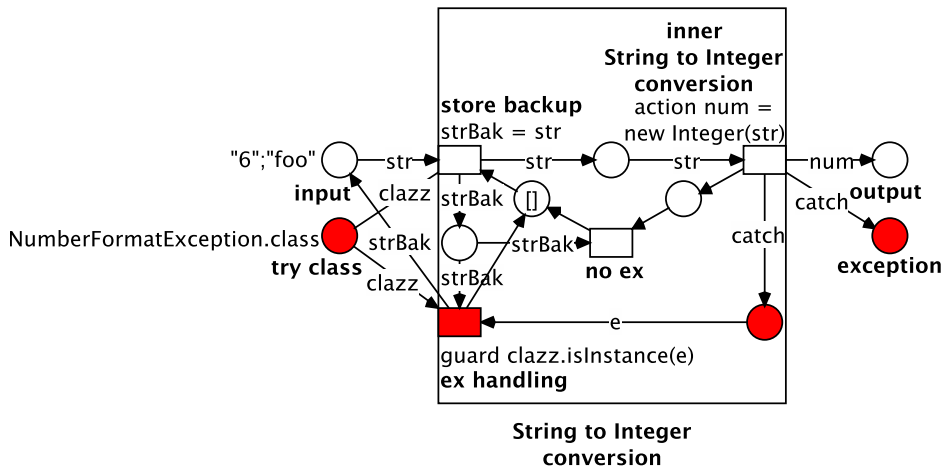 inner
String to Integer
conversion
action num =
new Integer(str)
store backup
strBak = str
"6";"foo"
str
str
str
num
input
output
clazz
strBak
[]
catch
NumberFormatException.class
strBak
strBak
catch
try class
no ex
exception
clazz
strBak
e
guard clazz.isInstance(e)
ex handling
String to Integer
conversion